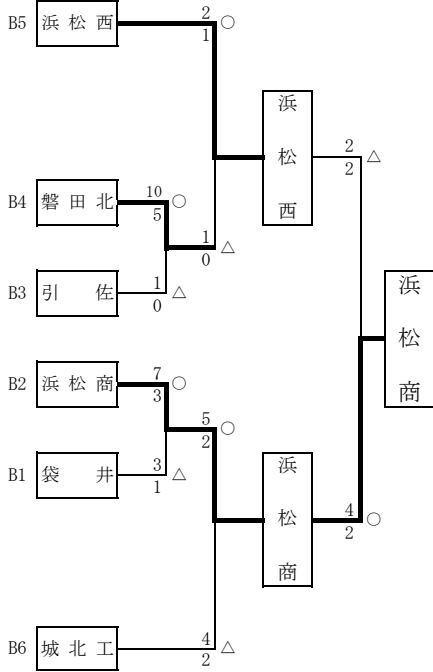 B5 浜松西 2 ○
1
浜松西
2 △
2
B4 磐田北 10 ○
5
1 △
0
B3 引佐 1 △
0
浜松商
B2 浜松商 7 ○
3
5 ○
2
B1 袋井 3 △
1
浜松商
4 ○
2
B6 城北工 4 △
2